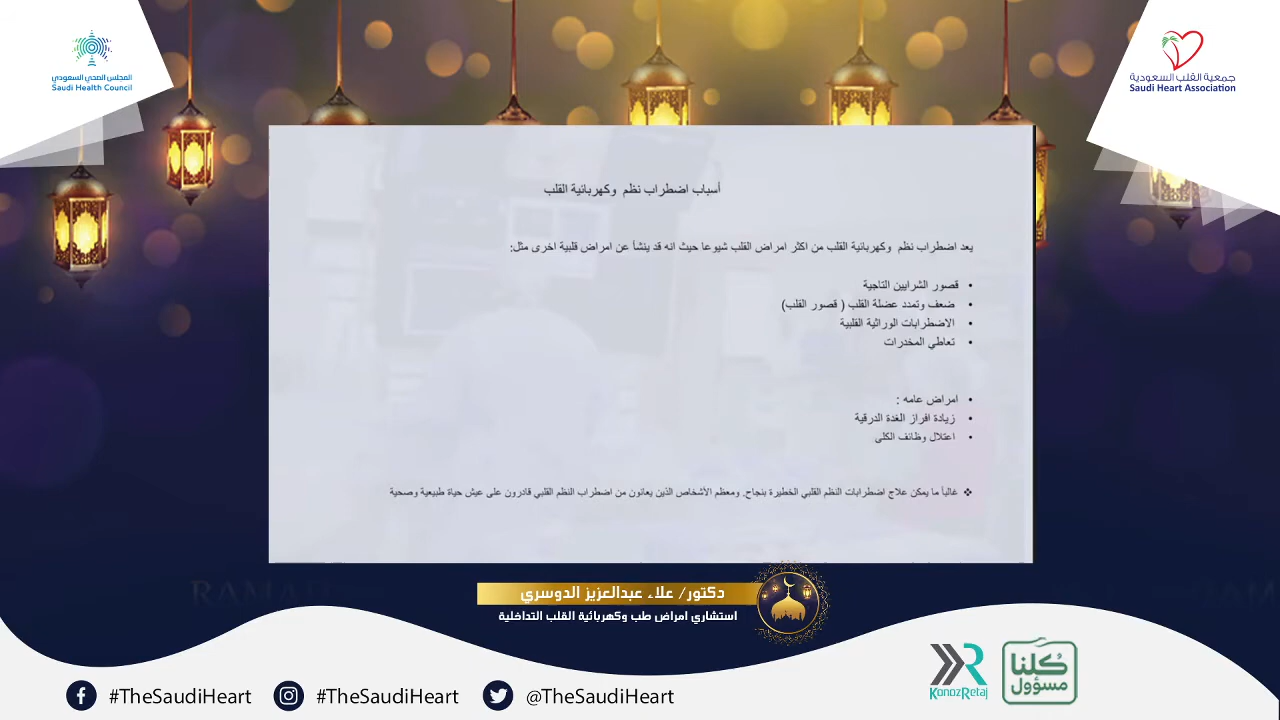 المجلس الصحي السعودي
Saudi Health Council
جمعية القلب السعودية
Saudi Heart Association
أسباب اضطراب نظم وكهربائية القلب
يعد اضطراب نظم وكهربائية القلب من اكثر امراض القلب شيوعا حيث انه قد ينشأ عن امراض قلبية اخرى مثل:
• قصور الشرايين التاجية
• ضعف وتمدد عضلة القلب ( قصور القلب)
• الاضطرابات الوراثية القلبية
• تعاطي المخدرات
• امراض عامه :
• زيادة افراز الغدة الدرقية
• اعتلال وظائف الكلى
❖ غالباً ما يمكن علاج اضطرابات النظم القلبي الخطيرة بنجاح. ومعظم الأشخاص الذين يعانون من اضطراب النظم القلبي قادرون على عيش حياة طبيعية وصحية
دكتور/ علاء عبدالعزيز الدوسري
استشاري امراض طب وكهربائية القلب التداخلية
KonozRetaj
كلنا
مسؤول
#TheSaudiHeart #TheSaudiHeart @TheSaudiHeart